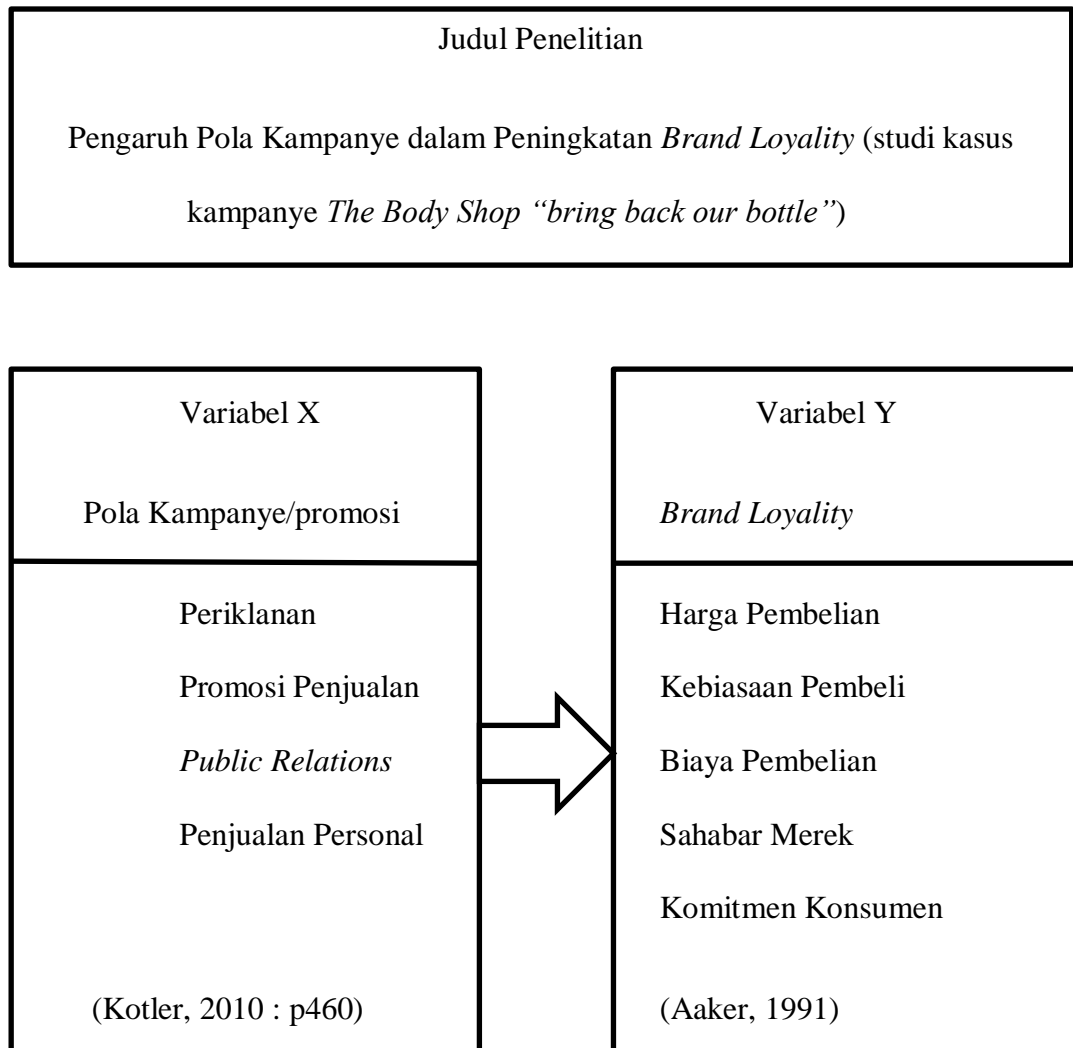 Judul Penelitian
Pengaruh Pola Kampanye dalam Peningkatan Brand Loyality (studi kasus
kampanye The Body Shop “bring back our bottle”)
Variabel X
Pola Kampanye/promosi
Periklanan
Promosi Penjualan
Public Relations
Penjualan Personal
(Kotler, 2010 : p460)
Variabel Y
Brand Loyality
Harga Pembelian
Kebiasaan Pembeli
Biaya Pembelian
Sahabar Merek
Komitmen Konsumen
(Aaker, 1991)